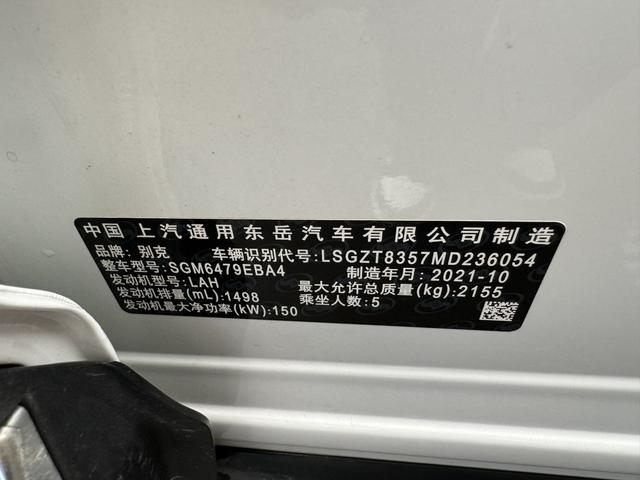 中国 上汽通用东岳汽车有限公司制造
品牌:别克 车辆识别代号:LSGZT8357MD236054
整车型号:SGM6479EBA4 制造年月:2021-10
发动机型号:LAH 最大允许总质量(kg):2155
发动机排量(mL):1498 乘坐人数:5
发动机最大净功率(kW):150